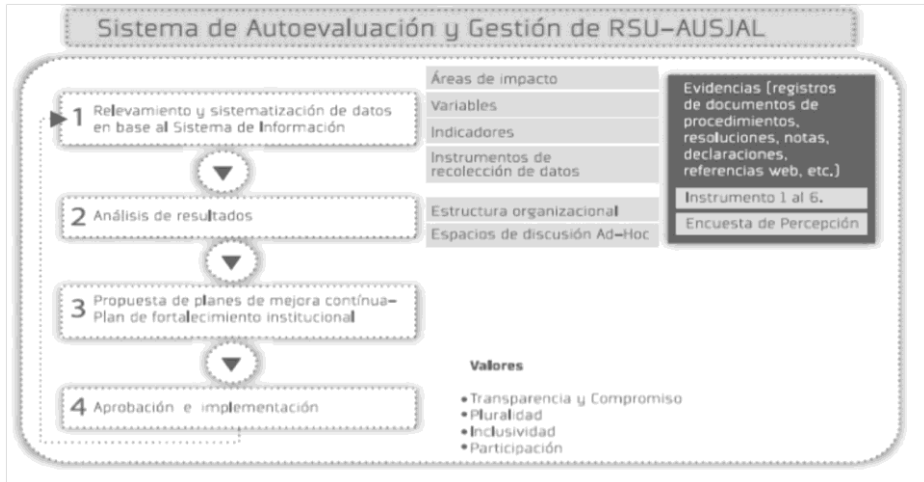 Sistema de Autoevaluación y Gestión de RSU–AUSJAL
1 Relevamiento y sistematización de datos
en base al Sistema de Información
2 Análisis de resultados
3 Propuesta de planes de mejora contínua–
Plan de fortalecimiento institucional
4 Aprobación e implementación
Áreas de impacto
Variables
Indicadores
Instrumentos de
recolección de datos
Estructura organizacional
Espacios de discusión Ad–Hoc
Evidencias (registros
de documentos de
procedimientos,
resoluciones, notas,
declaraciones,
referencias web, etc.)
Instrumento 1 al 6.
Encuesta de Percepción
Valores
•Transparencia y Compromiso
•Pluralidad
•Inclusividad
•Participación